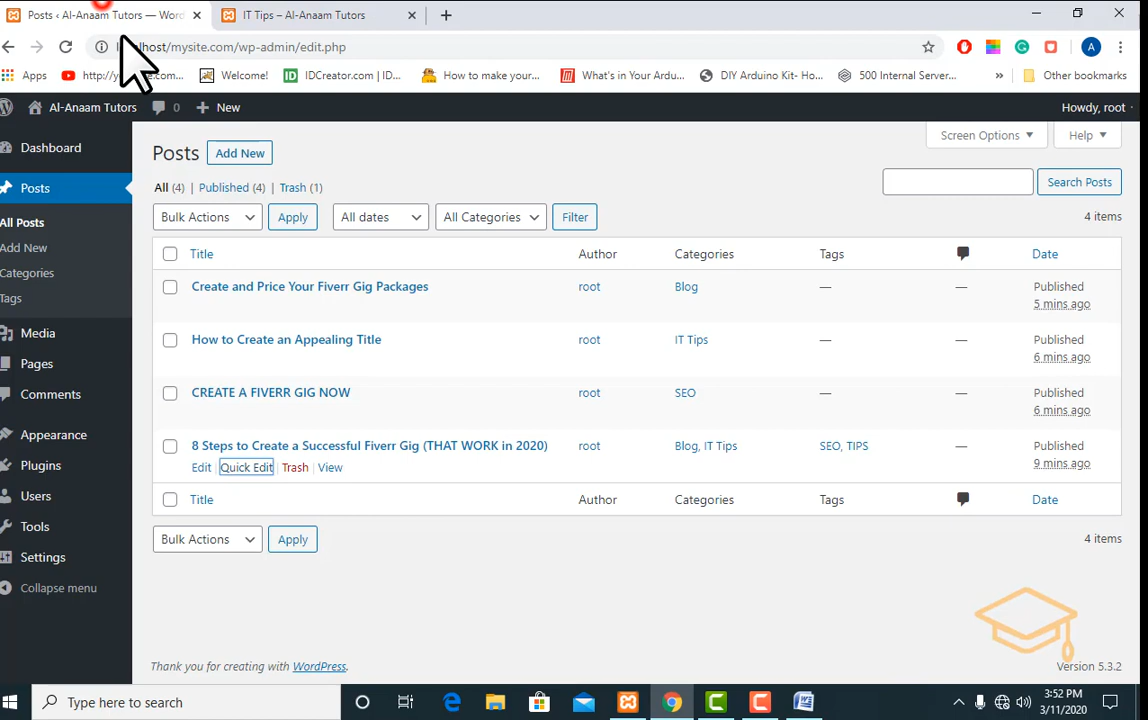 Posts ‹ Al-Anaam Tutors — Word
IT Tips – Al-Anaam Tutors
localhost/mysite.com/wp-admin/edit.php
A
Apps
http://yo
be.com...
Welcome!
IDCreator.com | ID...
How to make your...
What's in Your Ardu...
DIY Arduino Kit- Ho...
500 Internal Server...
»
Other bookmarks
Al-Anaam Tutors
0
New
Howdy, root
Dashboard
Posts
All Posts
Add New
Categories
Tags
Media
Pages
Comments
Appearance
Plugins
Users
Tools
Settings
Collapse menu
Screen Options
Help
Posts
Add New
All (4) | Published (4) | Trash (1)
Search Posts
Bulk Actions
Apply
All dates
All Categories
Filter
4 items
Title Author Categories Tags Date
Create and Price Your Fiverr Gig Packages root Blog — — Published
5 mins ago
How to Create an Appealing Title root IT Tips — — Published
6 mins ago
CREATE A FIVERR GIG NOW root SEO — — Published
6 mins ago
8 Steps to Create a Successful Fiverr Gig (THAT WORK in 2020) root Blog, IT Tips SEO, TIPS — Published
Edit Quick Edit Trash View 9 mins ago
Title Author Categories Tags Date
Bulk Actions
Apply
4 items
Thank you for creating with WordPress.
Version 5.3.2
Type here to search
3:52 PM
3/11/2020